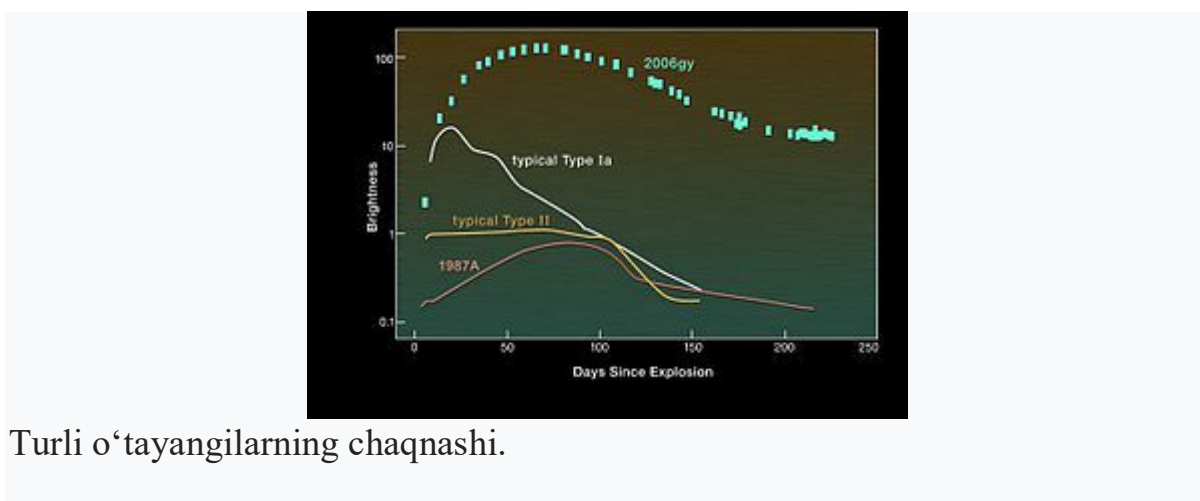 100
2006gy
10
typical Type Ia
Brightness
typical Type II
1
1987A
0.1
0 50 100 150 200 250
Days Since Explosion
Turli o‘tayangilarning chaqnashi.